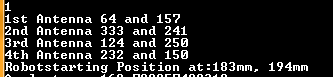 1
1st Antenna 64 and 157
2nd Antenna 333 and 241
3rd Antenna 124 and 250
4th Antenna 232 and 150
Robotstarting Position at:183mm, 194mm